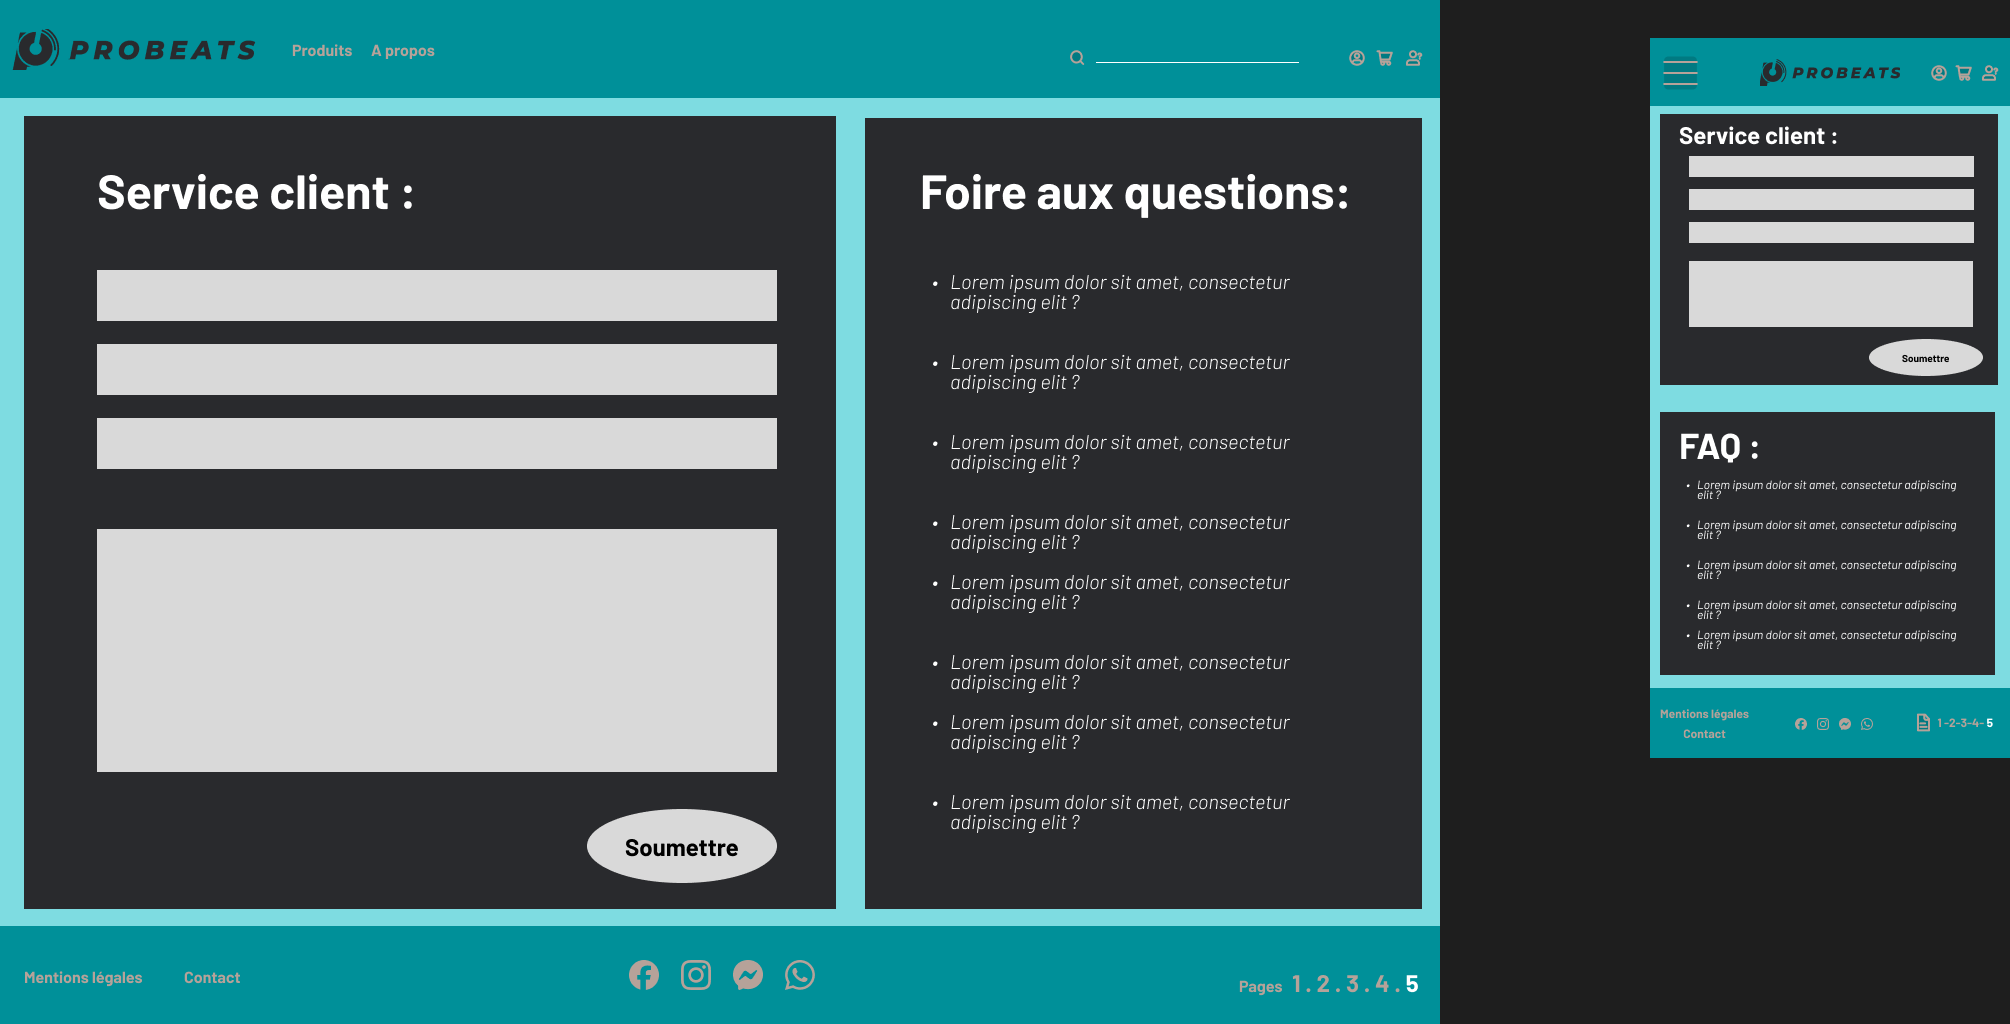 PROBEATS
Produits
A propos
Service client :
Soumettre
Foire aux questions:
• Lorem ipsum dolor sit amet, consectetur
adipiscing elit ?
• Lorem ipsum dolor sit amet, consectetur
adipiscing elit ?
• Lorem ipsum dolor sit amet, consectetur
adipiscing elit ?
• Lorem ipsum dolor sit amet, consectetur
adipiscing elit ?
• Lorem ipsum dolor sit amet, consectetur
adipiscing elit ?
• Lorem ipsum dolor sit amet, consectetur
adipiscing elit ?
• Lorem ipsum dolor sit amet, consectetur
adipiscing elit ?
• Lorem ipsum dolor sit amet, consectetur
adipiscing elit ?
Mentions légales
Contact
Pages 1 . 2 . 3 . 4 . 5
PROBEATS
Service client :
Soumettre
FAQ :
• Lorem ipsum dolor sit amet, consectetur adipiscing
elit ?
• Lorem ipsum dolor sit amet, consectetur adipiscing
elit ?
• Lorem ipsum dolor sit amet, consectetur adipiscing
elit ?
• Lorem ipsum dolor sit amet, consectetur adipiscing
elit ?
• Lorem ipsum dolor sit amet, consectetur adipiscing
elit ?
Mentions légales
Contact
1 -2-3-4- 5